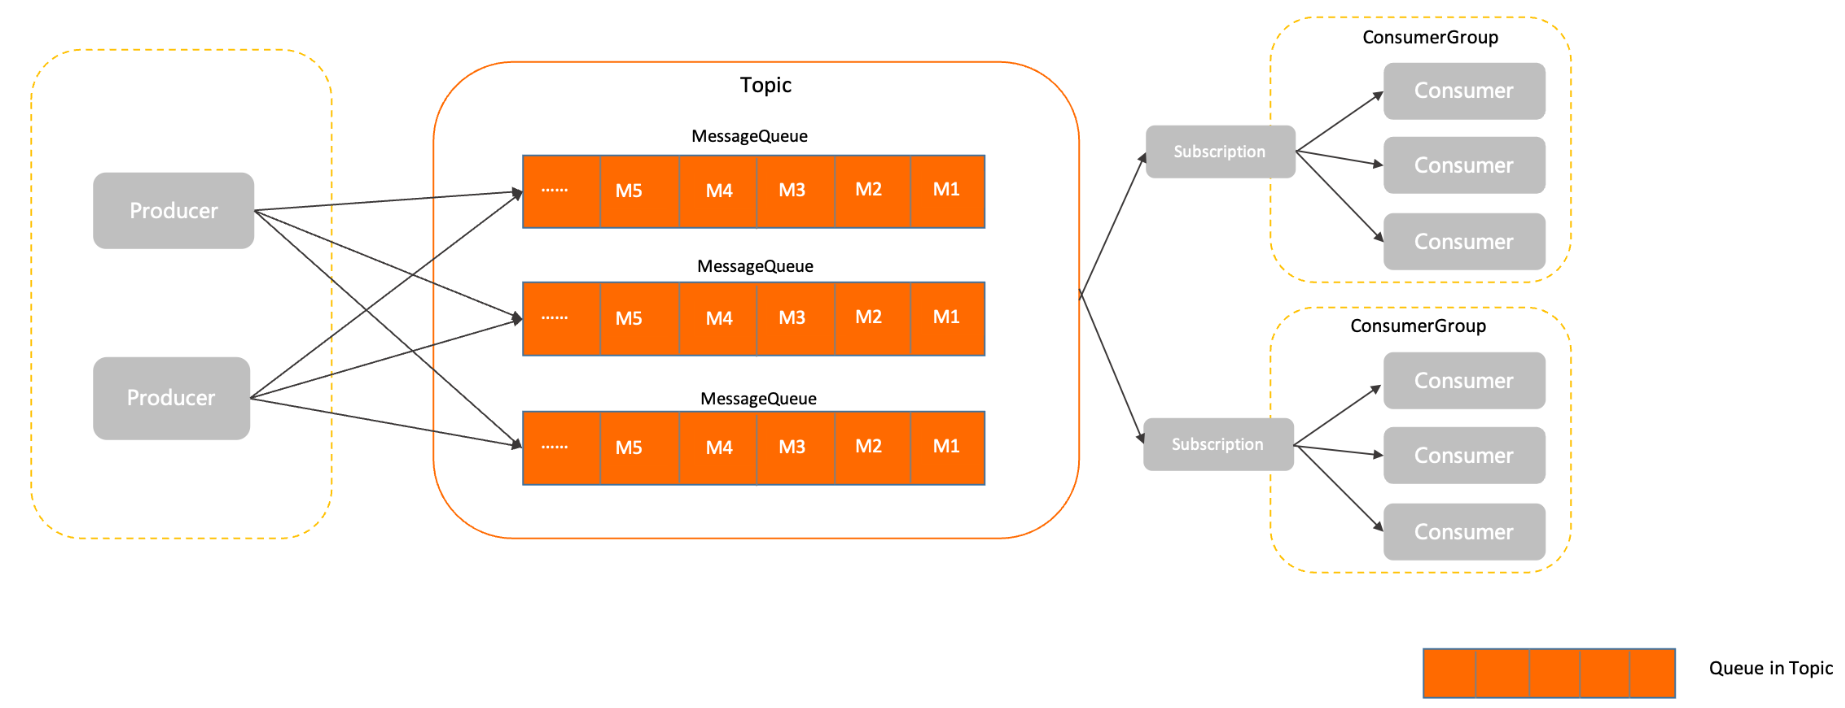 Producer
Producer
Topic
MessageQueue
...... M5 M4 M3 M2 M1
MessageQueue
...... M5 M4 M3 M2 M1
MessageQueue
...... M5 M4 M3 M2 M1
Subscription
ConsumerGroup
Consumer
Consumer
Consumer
Subscription
ConsumerGroup
Consumer
Consumer
Consumer
Queue in Topic